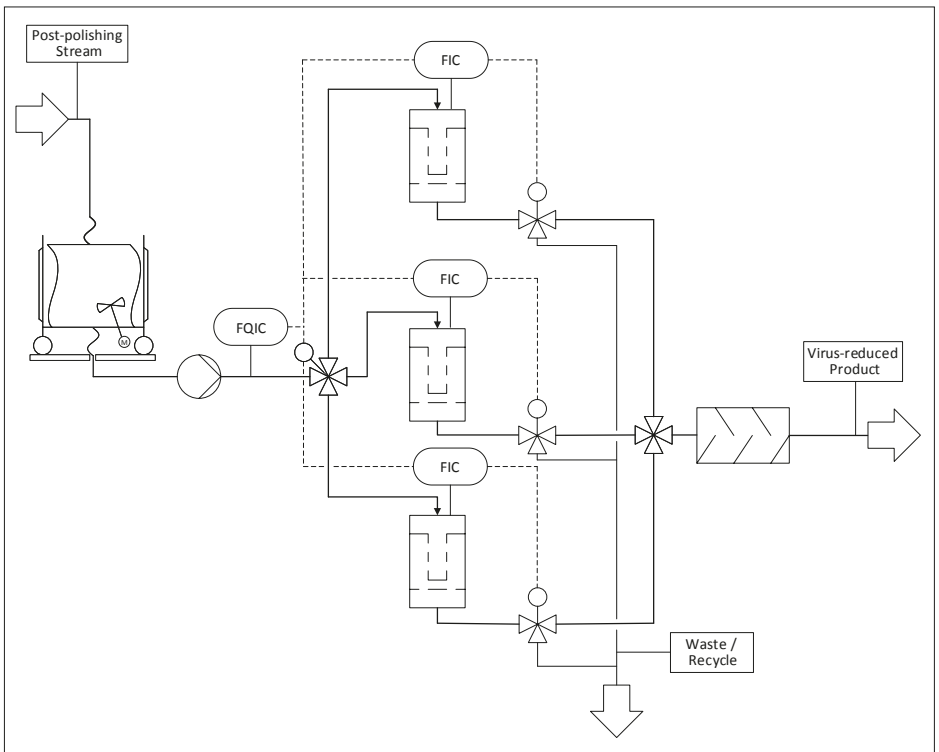 Post-polishing
Stream
FIC
FIC
FQIC
M
Virus-reduced
Product
FIC
Waste /
Recycle